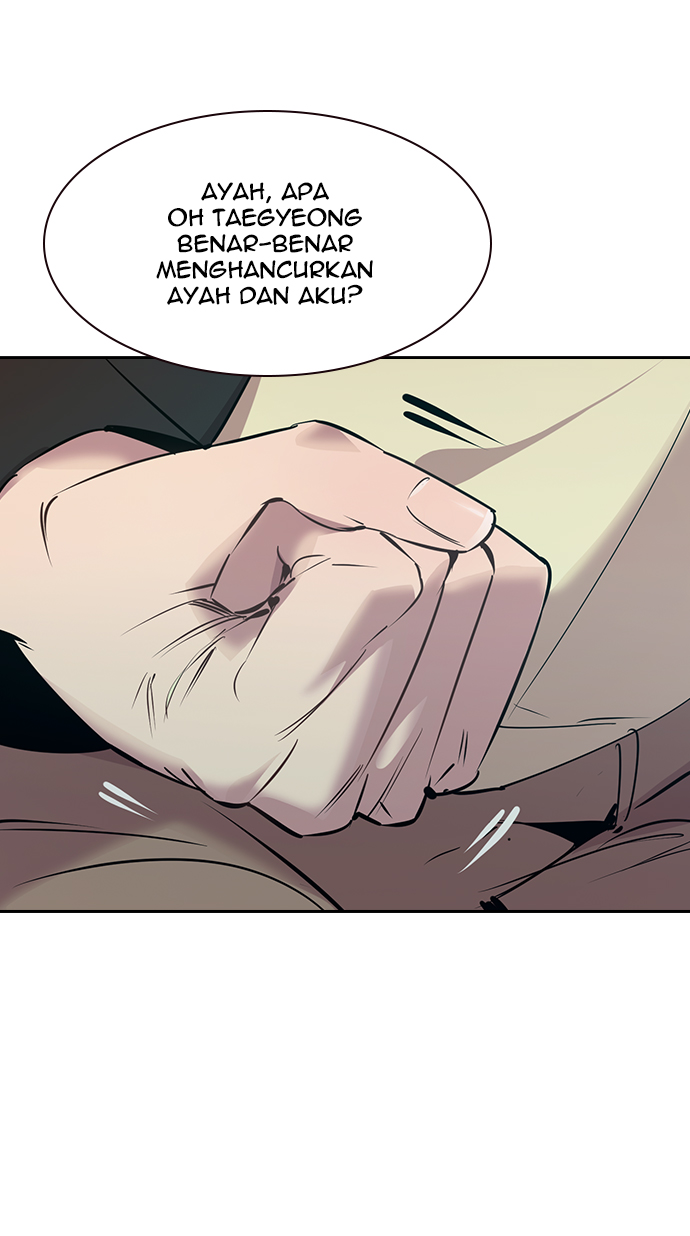 AYAH, APA
OH TAEGYEONG
BENAR-BENAR
MENGHANCURKAN
AYAH DAN AKU?